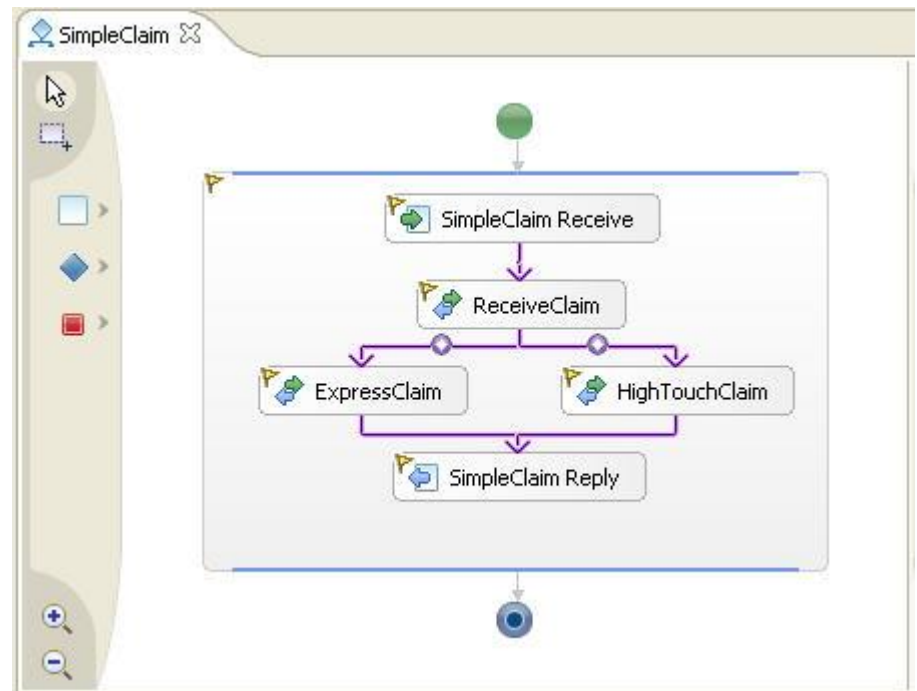 SimpleClaim
SimpleClaim Receive
ReceiveClaim
ExpressClaim
HighTouchClaim
SimpleClaim Reply